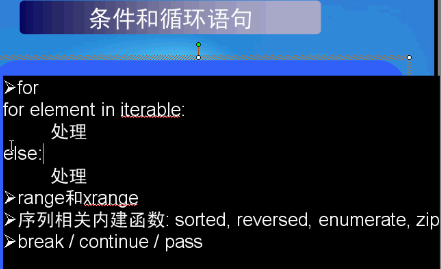 条件和循环语句
➢for
for element in iterable:
处理
else:
处理
➢range和xrange
➢序列相关内建函数: sorted, reversed, enumerate, zip
➢break / continue / pass